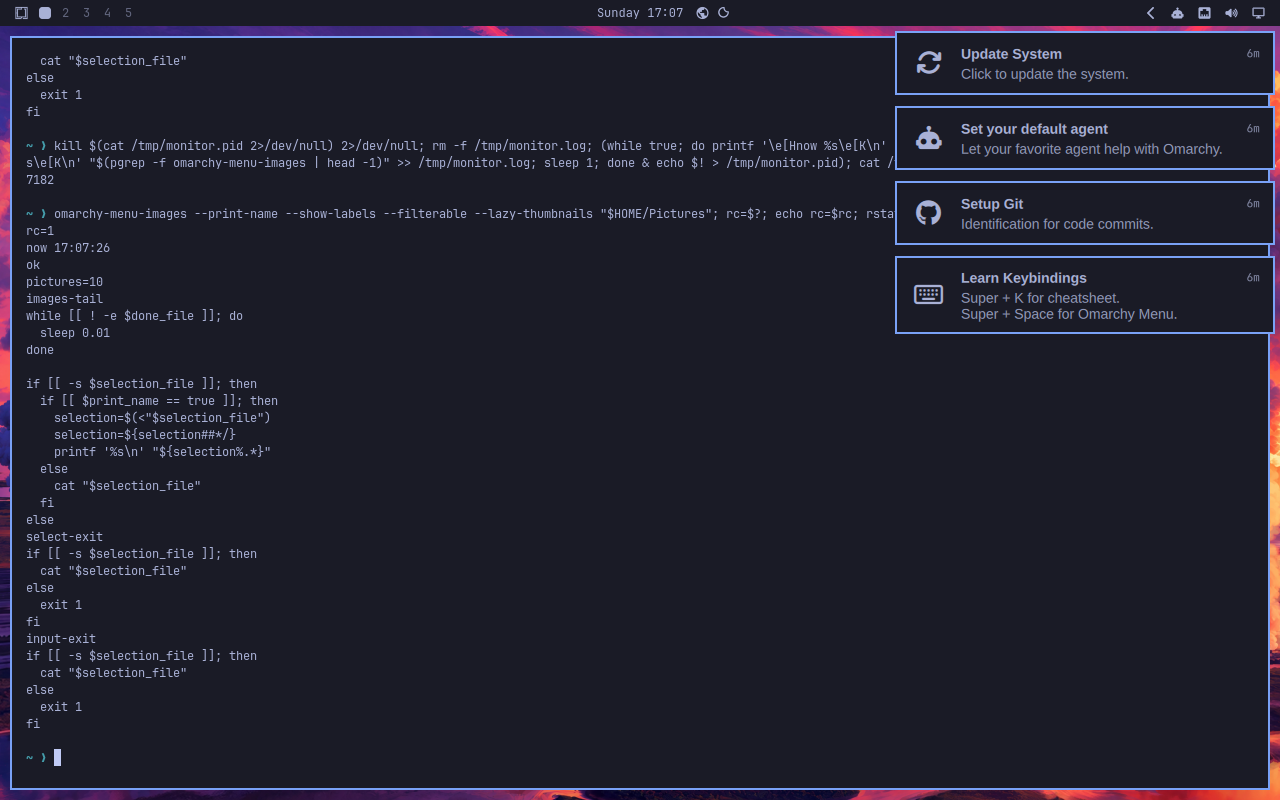 2 3 4 5
Sunday 17:07
cat "$selection_file"
else
exit 1
fi
~ ❯ kill $(cat /tmp/monitor.pid 2>/dev/null) 2>/dev/null; rm -f /tmp/monitor.log; (while true; do printf '\e[Hnow %s\e[K\n'
s\e[K\n' "$(pgrep -f omarchy-menu-images | head -1)" >> /tmp/monitor.log; sleep 1; done & echo $! > /tmp/monitor.pid); cat /
7182
~ ❯ omarchy-menu-images --print-name --show-labels --filterable --lazy-thumbnails "$HOME/Pictures"; rc=$?; echo rc=$rc; rsta
rc=1
now 17:07:26
ok
pictures=10
images-tail
while [[ ! -e $done_file ]]; do
sleep 0.01
done
if [[ -s $selection_file ]]; then
if [[ $print_name == true ]]; then
selection=$(<"$selection_file")
selection=${selection##*/}
printf '%s\n' "${selection%.*}"
else
cat "$selection_file"
fi
else
select-exit
if [[ -s $selection_file ]]; then
cat "$selection_file"
else
exit 1
fi
input-exit
if [[ -s $selection_file ]]; then
cat "$selection_file"
else
exit 1
fi
~ ❯
Update System 6m
Click to update the system.
Set your default agent 6m
Let your favorite agent help with Omarchy.
Setup Git 6m
Identification for code commits.
Learn Keybindings 6m
Super + K for cheatsheet.
Super + Space for Omarchy Menu.